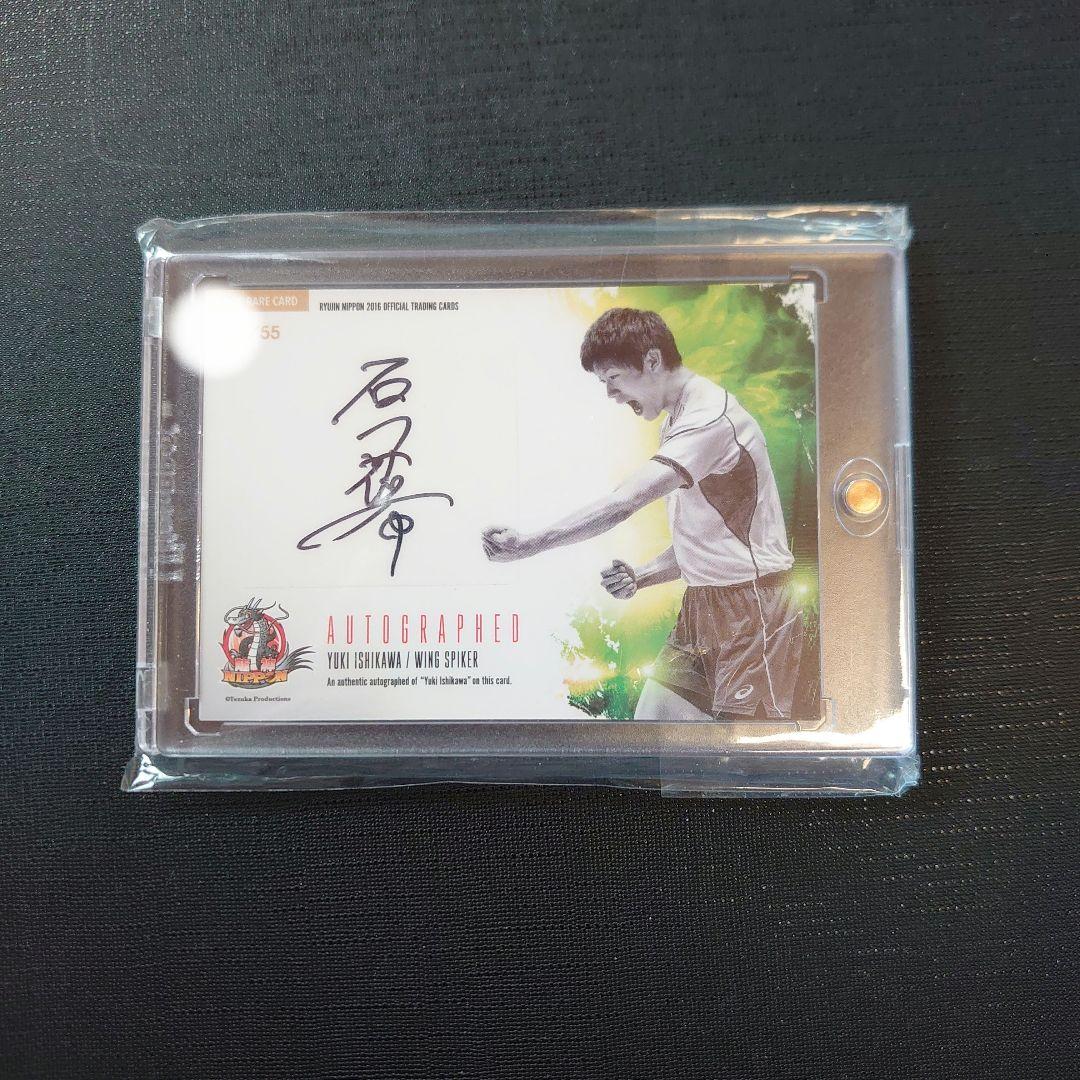 RARE CARD
RYUJIN NIPPON 2016 OFFICIAL TRADING CARDS
55
石川祐希
AUTOGRAPHED
YUKI ISHIKAWA / WING SPIKER
An authentic autographed of "Yuki Ishikawa" on this card.
NIPPON
©Tezuka Productions